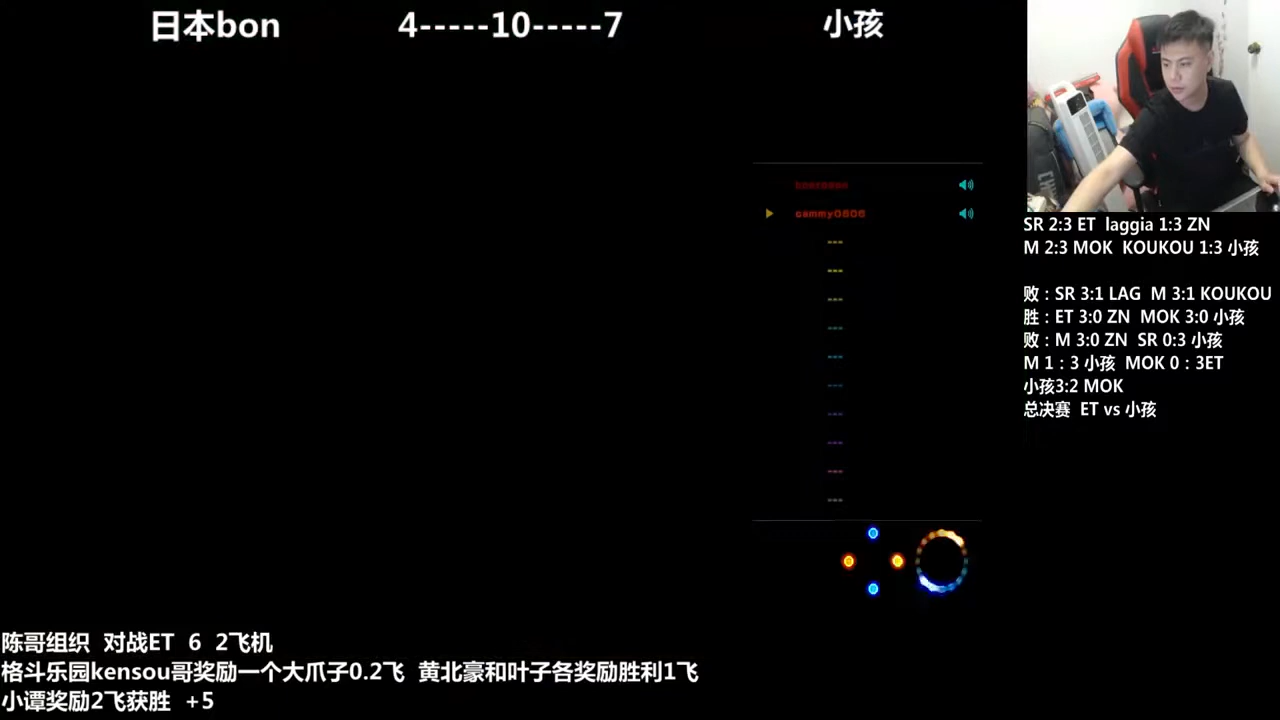 日本bon 4-----10-----7 小孩
cammy0606
---
---
---
---
---
---
---
---
---
---
SR 2:3 ET laggia 1:3 ZN
M 2:3 MOK KOUKOU 1:3 小孩
败：SR 3:1 LAG M 3:1 KOUKOU
胜：ET 3:0 ZN MOK 3:0 小孩
败：M 3:0 ZN SR 0:3 小孩
M 1：3 小孩 MOK 0：3ET
小孩3:2 MOK
总决赛 ET vs 小孩
陈哥组织 对战ET 6 2飞机
格斗乐园kensou哥奖励一个大爪子0.2飞 黄北豪和叶子各奖励胜利1飞
小谭奖励2飞获胜 +5